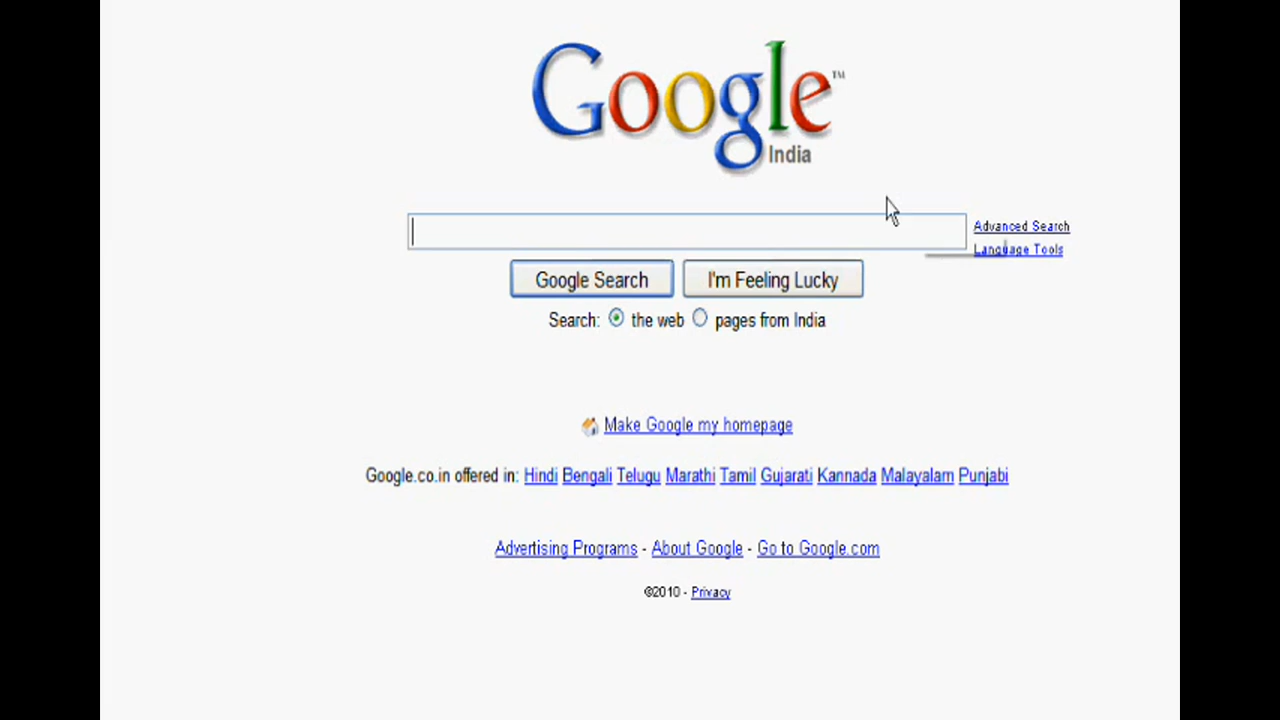 Google™
India
Advanced Search
Language Tools
Google Search I'm Feeling Lucky
Search: the web pages from India
Make Google my homepage
Google.co.in offered in: Hindi Bengali Telugu Marathi Tamil Gujarati Kannada Malayalam Punjabi
Advertising Programs - About Google - Go to Google.com
©2010 - Privacy